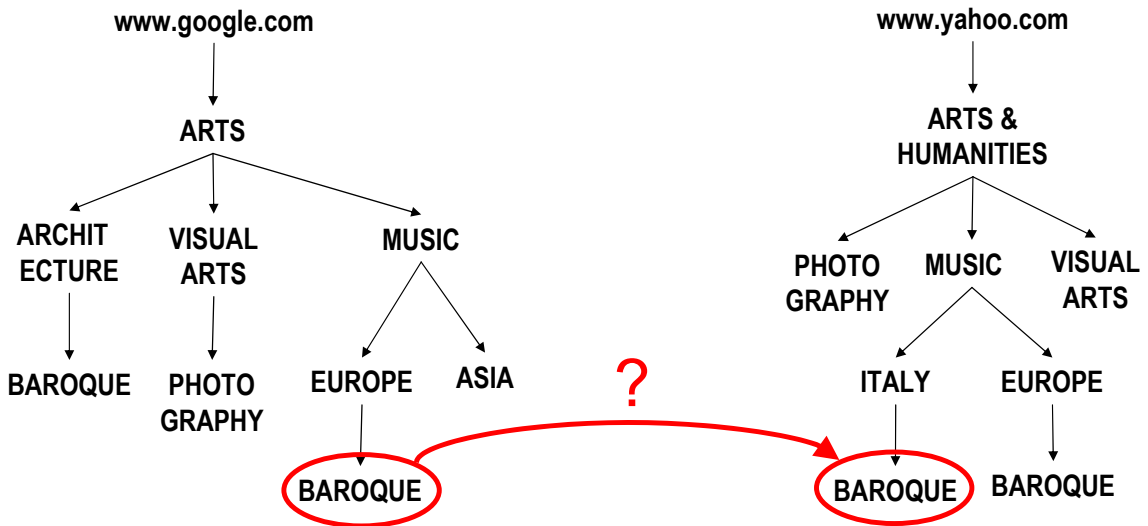 www.google.com
www.yahoo.com
ARTS
ARTS &
HUMANITIES
ARCHIT
ECTURE
VISUAL
ARTS
MUSIC
PHOTO
GRAPHY
MUSIC
VISUAL
ARTS
BAROQUE
PHOTO
GRAPHY
EUROPE
ASIA
?
ITALY
EUROPE
BAROQUE
BAROQUE
BAROQUE